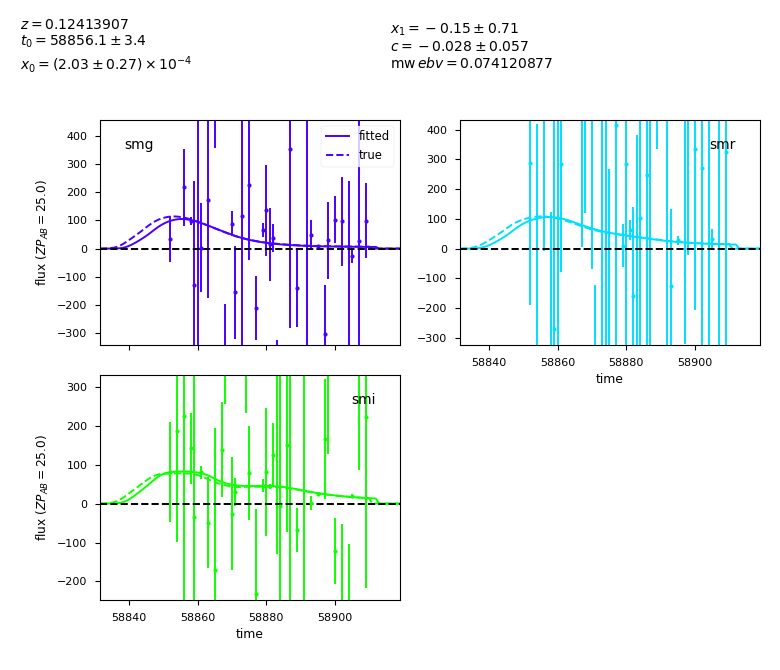 z = 0.12413907
t₀ = 58856.1 ± 3.4
x₀ = (2.03 ± 0.27) × 10⁻⁴
x₁ = −0.15 ± 0.71
c = −0.028 ± 0.057
mw ebv = 0.074120877
smg
fitted
true
400
300
200
100
0
−100
−200
−300
flux (ZP_AB = 25.0)
smr
400
300
200
100
0
−100
−200
−300
58840 58860 58880 58900
time
smi
300
200
100
0
−100
−200
flux (ZP_AB = 25.0)
58840 58860 58880 58900
time